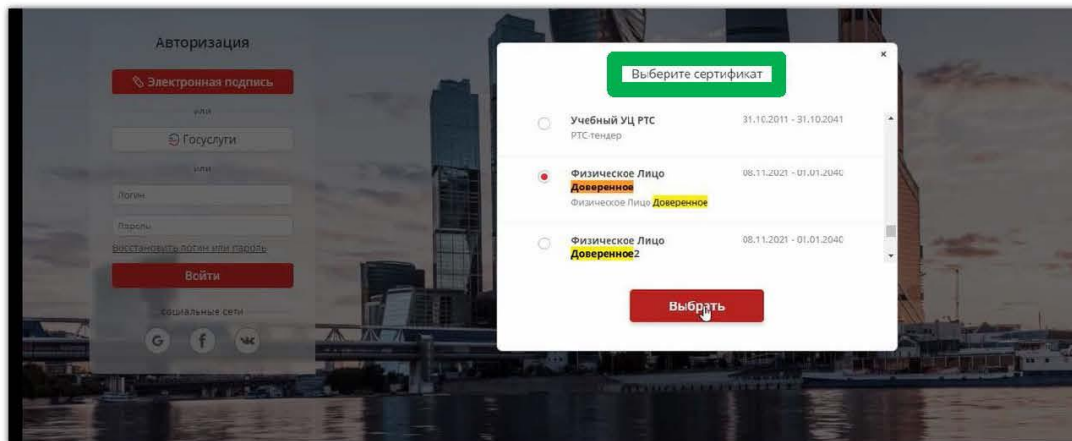 Авторизация
Электронная подпись
или
Госуслуги
или
Логин
Пароль
Восстановить логин или пароль
Войти
социальные сети
G f
Выберите сертификат
×
Учебный УЦ РТС 31.10.2011 - 31.10.2041
РТС-тендер
Физическое Лицо 08.11.2021 - 01.01.2040
Доверенное
Физическое Лицо Доверенное
Физическое Лицо 08.11.2021 - 01.01.2040
Доверенное2
Выбрать